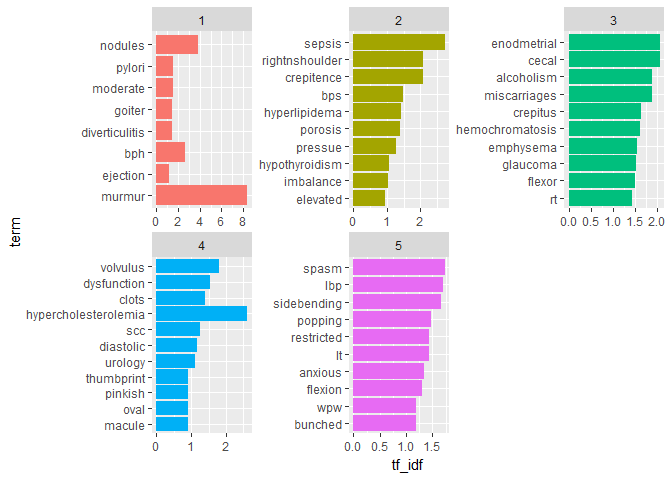 1
nodules
pylori
moderate
goiter
diverticulitis
bph
ejection
murmur
0 2 4 6 8
2
sepsis
rightnshoulder
crepitence
bps
hyperlipidema
porosis
pressue
hypothyroidism
imbalance
elevated
0 1 2
3
enodmetrial
cecal
alcoholism
miscarriages
crepitus
hemochromatosis
emphysema
glaucoma
flexor
rt
0.0 0.5 1.0 1.5 2.0
term
4
volvulus
dysfunction
clots
hypercholesterolemia
scc
diastolic
urology
thumbprint
pinkish
oval
macule
0 1 2
5
spasm
lbp
sidebending
popping
restricted
lt
anxious
flexion
wpw
bunched
0.0 0.5 1.0 1.5
tf_idf